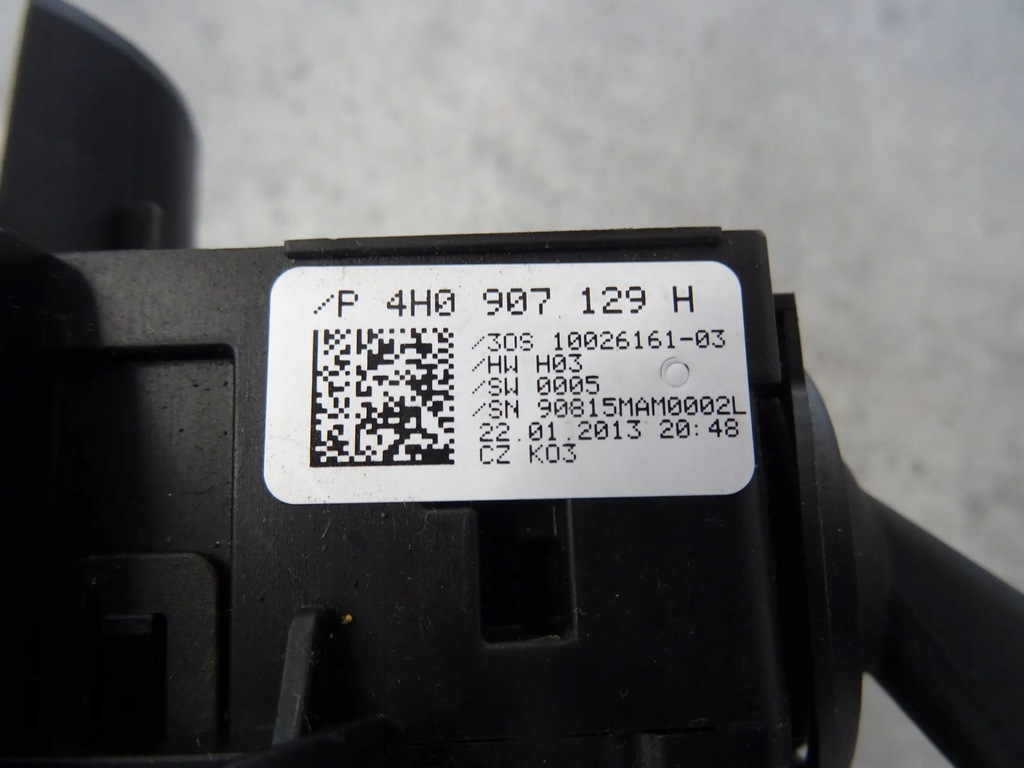 /P 4H0 907 129 H
/3OS 10026161-03
/HW H03
/SW 0005
/SN 90815MAM0002L
22.01.2013 20:48
CZ K03